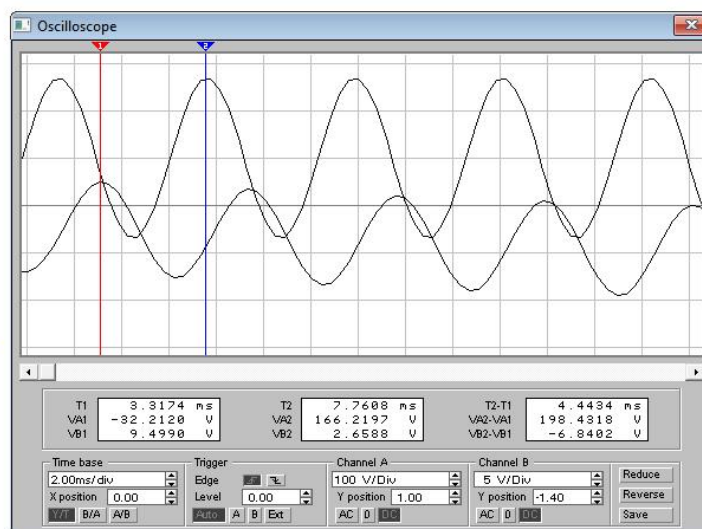 Oscilloscope
1 2
T1 3.3174 ms T2 7.7608 ms T2-T1 4.4434 ms
VA1 -32.2120 V VA2 166.2197 V VA2-VA1 198.4318 V
VB1 9.4990 V VB2 2.6588 V VB2-VB1 -6.8402 V
Time base Trigger Channel A Channel B Reduce
2.00ms/div Edge 100 V/Div 5 V/Div Reverse
X position 0.00 Level 0.00 Y position 1.00 Y position -1.40
Y/T B/A A/B Auto A B Ext AC 0 DC AC 0 DC Save